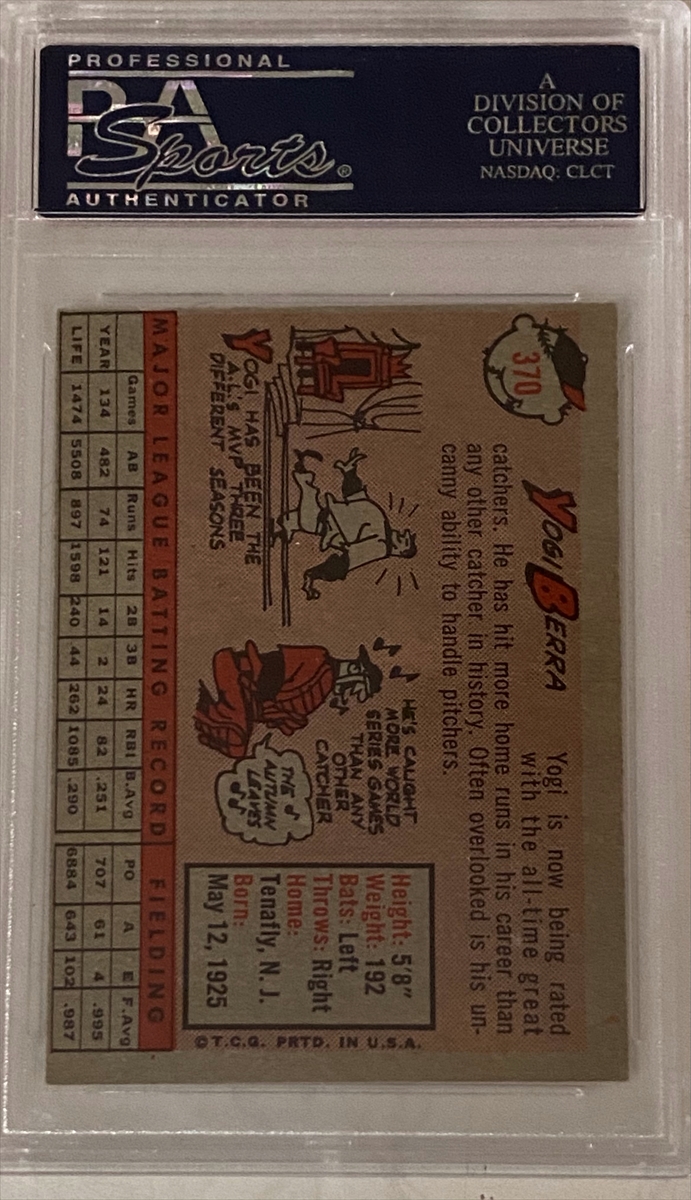 PROFESSIONAL
PSA
Sports®
AUTHENTICATOR
A
DIVISION OF
COLLECTORS
UNIVERSE
NASDAQ: CLCT
370
YOGI BERRA
Yogi is now being rated
with the all-time great
catchers. He has hit more home runs in his career than
any other catcher in history. Often overlooked is his un-
canny ability to handle pitchers.
YOGI HAS BEEN THE
A.L.'S MVP THREE
DIFFERENT SEASONS
HE'S CAUGHT
MORE WORLD
SERIES GAMES
THAN ANY
OTHER
CATCHER
THE
AUTUMN
LEAVES
Height: 5'8"
Weight: 192
Bats: Left
Throws: Right
Home:
Tenafly, N. J.
Born:
May 12, 1925
©T.C.G. PRTD. IN U.S.A.
MAJOR LEAGUE BATTING RECORD FIELDING
Games AB Runs Hits 2B 3B HR RBI B.Avg PO A E F.Avg
YEAR 134 482 74 121 14 2 24 82 .251 707 61 4 .995
LIFE 1474 5508 897 1598 240 44 262 1085 .290 6884 643 102 .987